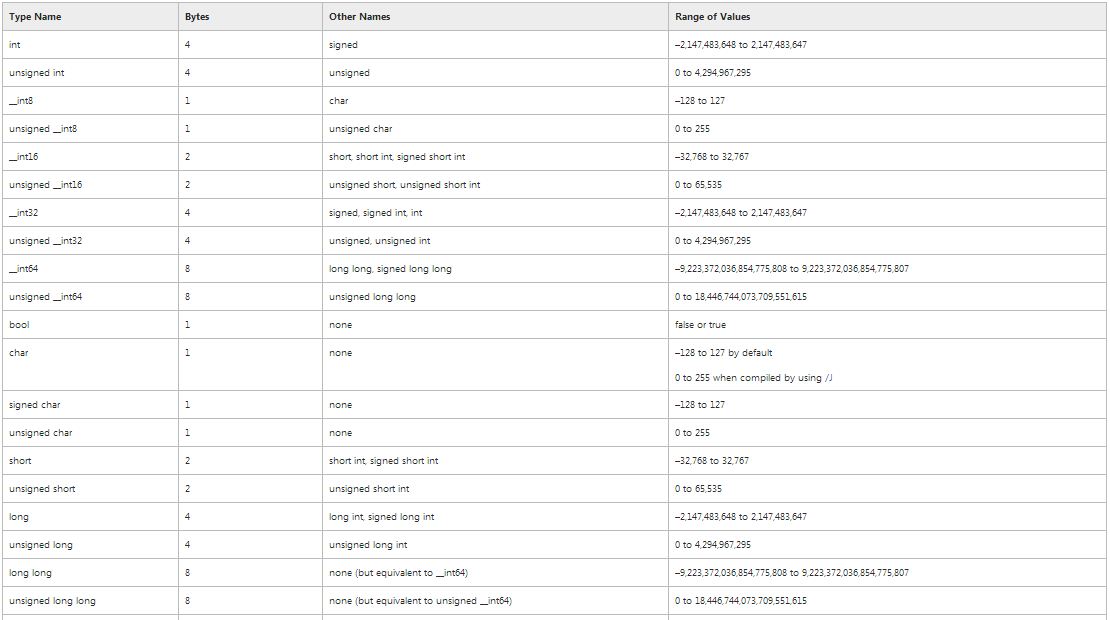 Type Name Bytes Other Names Range of Values
int 4 signed –2,147,483,648 to 2,147,483,647
unsigned int 4 unsigned 0 to 4,294,967,295
__int8 1 char –128 to 127
unsigned __int8 1 unsigned char 0 to 255
__int16 2 short, short int, signed short int –32,768 to 32,767
unsigned __int16 2 unsigned short, unsigned short int 0 to 65,535
__int32 4 signed, signed int, int –2,147,483,648 to 2,147,483,647
unsigned __int32 4 unsigned, unsigned int 0 to 4,294,967,295
__int64 8 long long, signed long long –9,223,372,036,854,775,808 to 9,223,372,036,854,775,807
unsigned __int64 8 unsigned long long 0 to 18,446,744,073,709,551,615
bool 1 none false or true
char 1 none –128 to 127 by default
0 to 255 when compiled by using /J
signed char 1 none –128 to 127
unsigned char 1 none 0 to 255
short 2 short int, signed short int –32,768 to 32,767
unsigned short 2 unsigned short int 0 to 65,535
long 4 long int, signed long int –2,147,483,648 to 2,147,483,647
unsigned long 4 unsigned long int 0 to 4,294,967,295
long long 8 none (but equivalent to __int64) –9,223,372,036,854,775,808 to 9,223,372,036,854,775,807
unsigned long long 8 none (but equivalent to unsigned __int64) 0 to 18,446,744,073,709,551,615